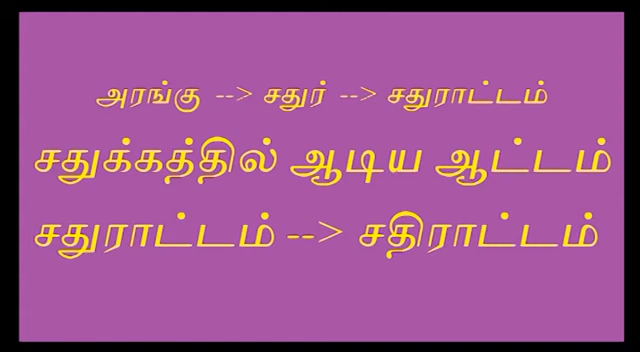 அரங்கு --> சதுர் --> சதுராட்டம்
சதுக்கத்தில் ஆடிய ஆட்டம்
சதுராட்டம் --> சதிராட்டம்